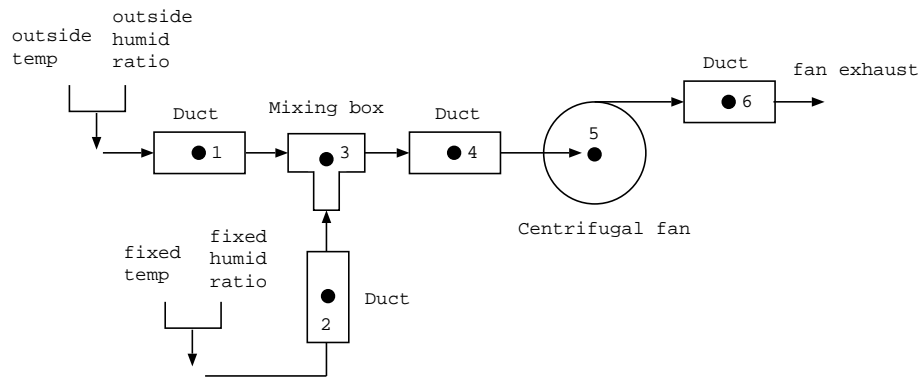 outside
temp
outside
humid
ratio
Duct
1
Mixing box
3
Duct
4
5
Centrifugal fan
Duct
6
fan exhaust
fixed
temp
fixed
humid
ratio
Duct
2